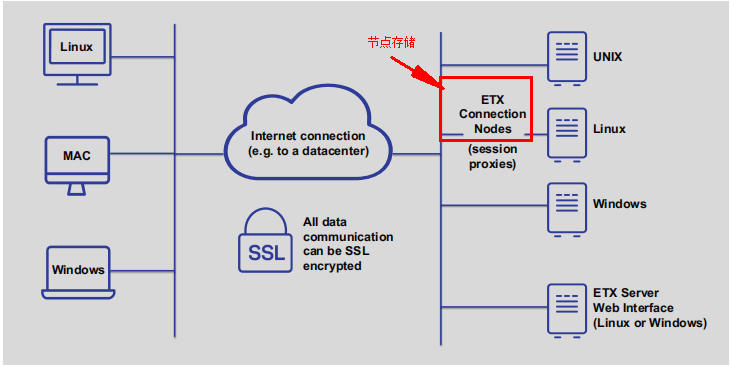 节点存储
Linux
MAC
Windows
Internet connection
(e.g. to a datacenter)
SSL
All data
communication
can be SSL
encrypted
ETX
Connection
Nodes
(session
proxies)
UNIX
Linux
Windows
ETX Server
Web Interface
(Linux or Windows)